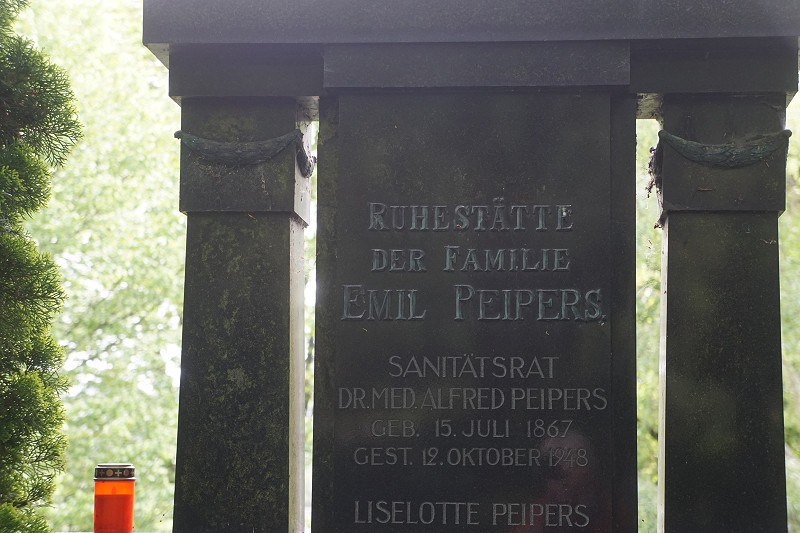 RUHESTÄTTE
DER FAMILIE
EMIL PEIPERS.
SANITÄTSRAT
DR.MED. ALFRED PEIPERS
GEB. 15. JULI 1867
GEST. 12. OKTOBER 1948
LISELOTTE PEIPERS